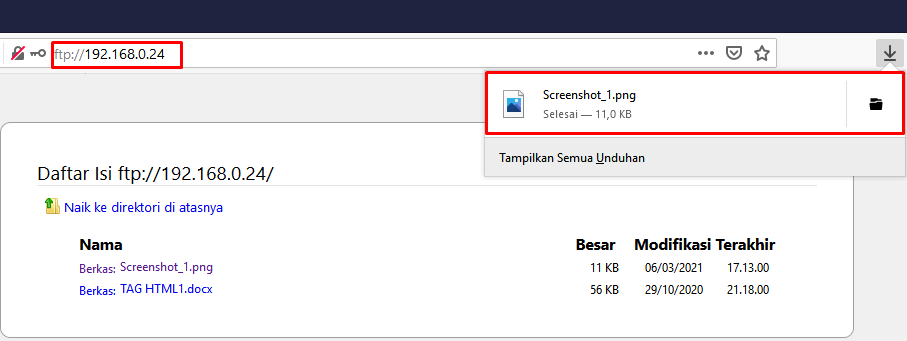 ftp://192.168.0.24
Screenshot_1.png
Selesai — 11,0 KB
Tampilkan Semua Unduhan
Daftar Isi ftp://192.168.0.24/
Naik ke direktori di atasnya
Nama Besar Modifikasi Terakhir
Berkas: Screenshot_1.png 11 KB 06/03/2021 17.13.00
Berkas: TAG HTML1.docx 56 KB 29/10/2020 21.18.00